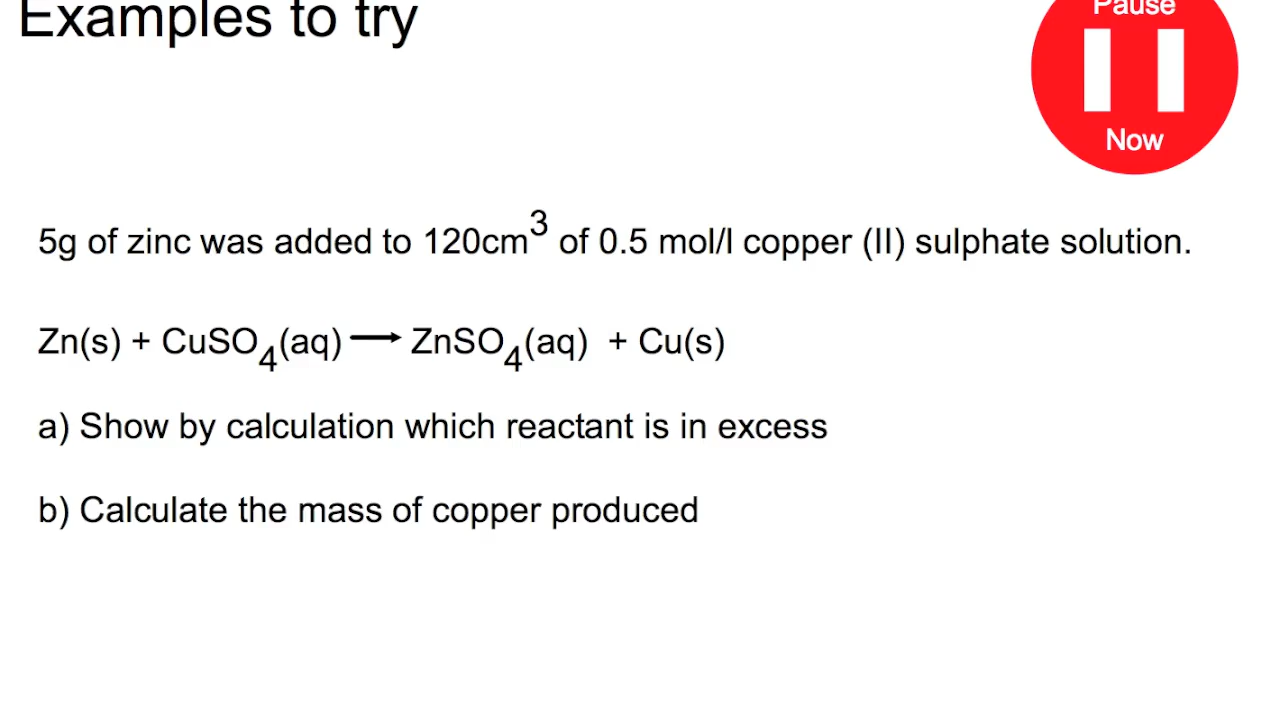 Examples to try
Pause
Now
5g of zinc was added to 120cm³ of 0.5 mol/l copper (II) sulphate solution.
Zn(s) + CuSO₄(aq) ⟶ ZnSO₄(aq) + Cu(s)
a) Show by calculation which reactant is in excess
b) Calculate the mass of copper produced